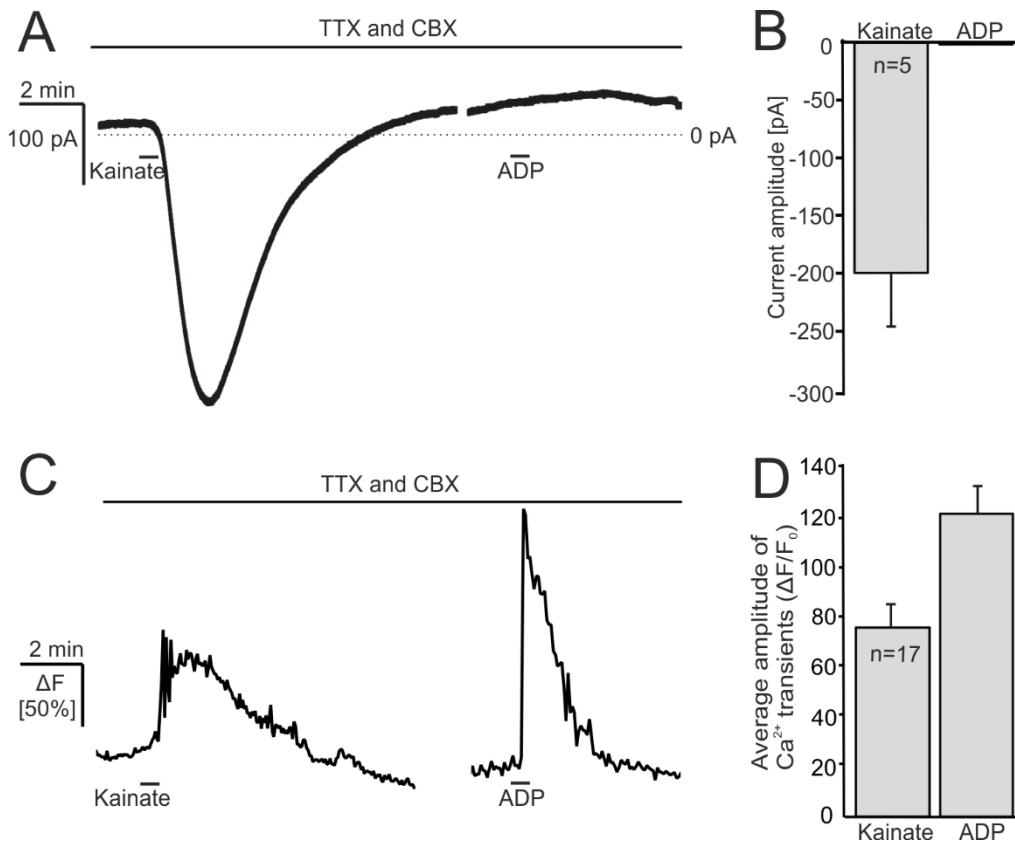 A
TTX and CBX
2 min
100 pA
0 pA
Kainate
ADP
B
Kainate ADP
n=5
0
-50
-100
-150
-200
-250
-300
Current amplitude [pA]
C
TTX and CBX
2 min
ΔF
[50%]
Kainate
ADP
D
Average amplitude of
Ca²⁺ transients (ΔF/F₀)
140
120
100
80
60
40
20
0
n=17
Kainate ADP